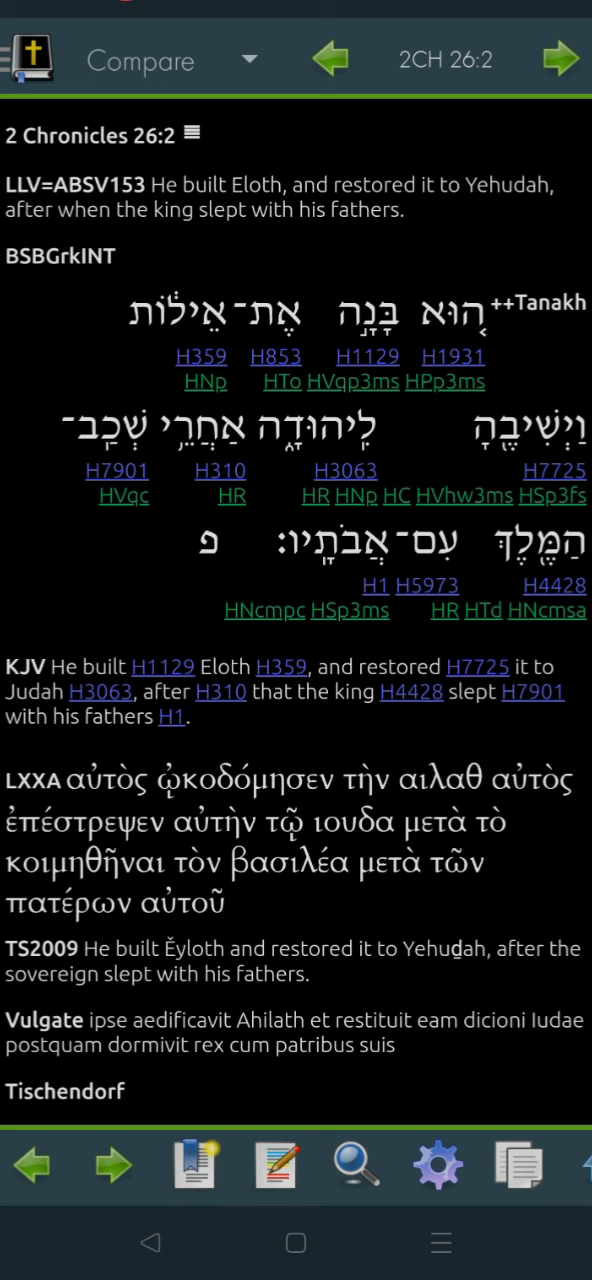 Compare
2CH 26:2
2 Chronicles 26:2
LLV=ABSV153 He built Eloth, and restored it to Yehudah,
after when the king slept with his fathers.
BSBGrkINT
++Tanakh ה֚וּא בָּנָ֣ה אֶת־אֵיל֔וֹת
H359 H853 H1129 H1931
HNp HTo HVqp3ms HPp3ms
וַיְשִׁיבֶ֖הָ לִֽיהוּדָ֑ה אַחֲרֵ֥י שְׁכַֽב־
H7901 H310 H3063 H7725
HVqc HR HR HNp HC HVhw3ms HSp3fs
הַמֶּ֖לֶךְ עִם־אֲבֹתָֽיו׃ פ
H1 H5973 H4428
HNcmpc HSp3ms HR HTd HNcmsa
KJV He built H1129 Eloth H359, and restored H7725 it to
Judah H3063, after H310 that the king H4428 slept H7901
with his fathers H1.
LXXA αὐτὸς ᾠκοδόμησεν τὴν αιλαθ αὐτὸς
ἐπέστρεψεν αὐτὴν τῷ ιουδα μετὰ τὸ
κοιμηθῆναι τὸν βασιλέα μετὰ τῶν
πατέρων αὐτοῦ
TS2009 He built Ěyloth and restored it to Yehuḏah, after the
sovereign slept with his fathers.
Vulgate ipse aedificavit Ahilath et restituit eam dicioni Iudae
postquam dormivit rex cum patribus suis
Tischendorf